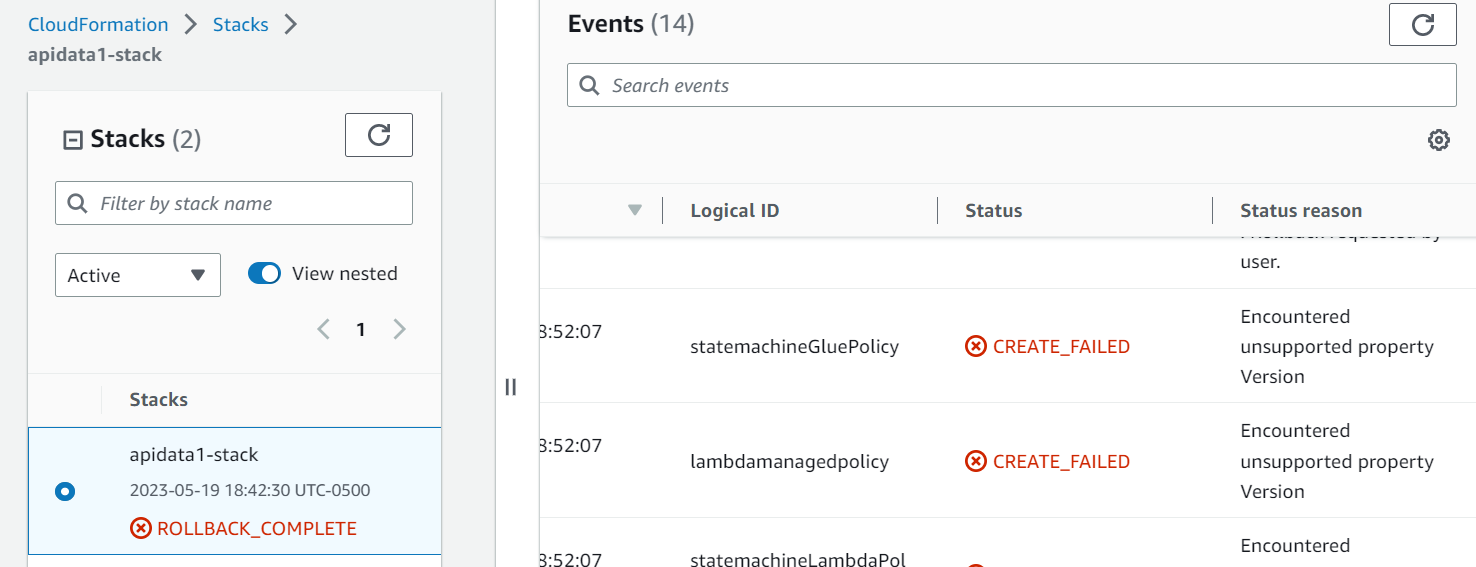 CloudFormation > Stacks >
apidata1-stack
Stacks (2)
Filter by stack name
Active
View nested
1
Stacks
apidata1-stack
2023-05-19 18:42:30 UTC-0500
ROLLBACK_COMPLETE
Events (14)
Search events
Logical ID
Status
Status reason
requested by
user.
8:52:07
statemachineGluePolicy
CREATE_FAILED
Encountered
unsupported property
Version
8:52:07
lambdamanagedpolicy
CREATE_FAILED
Encountered
unsupported property
Version
8:52:07
statemachineLambdaPol
Encountered